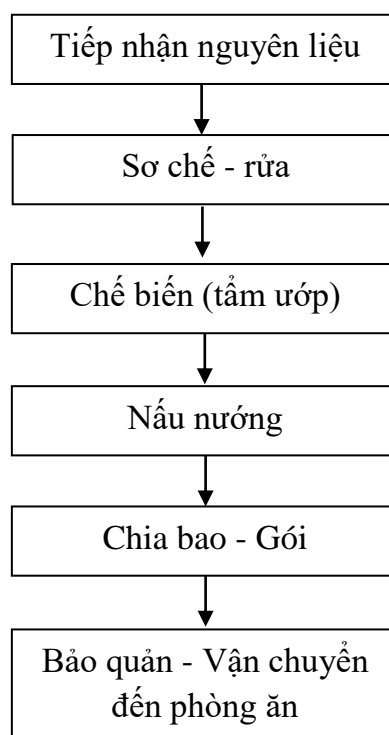 Tiếp nhận nguyên liệu
Sơ chế - rửa
Chế biến (tẩm ướp)
Nấu nướng
Chia bao - Gói
Bảo quản - Vận chuyển
đến phòng ăn